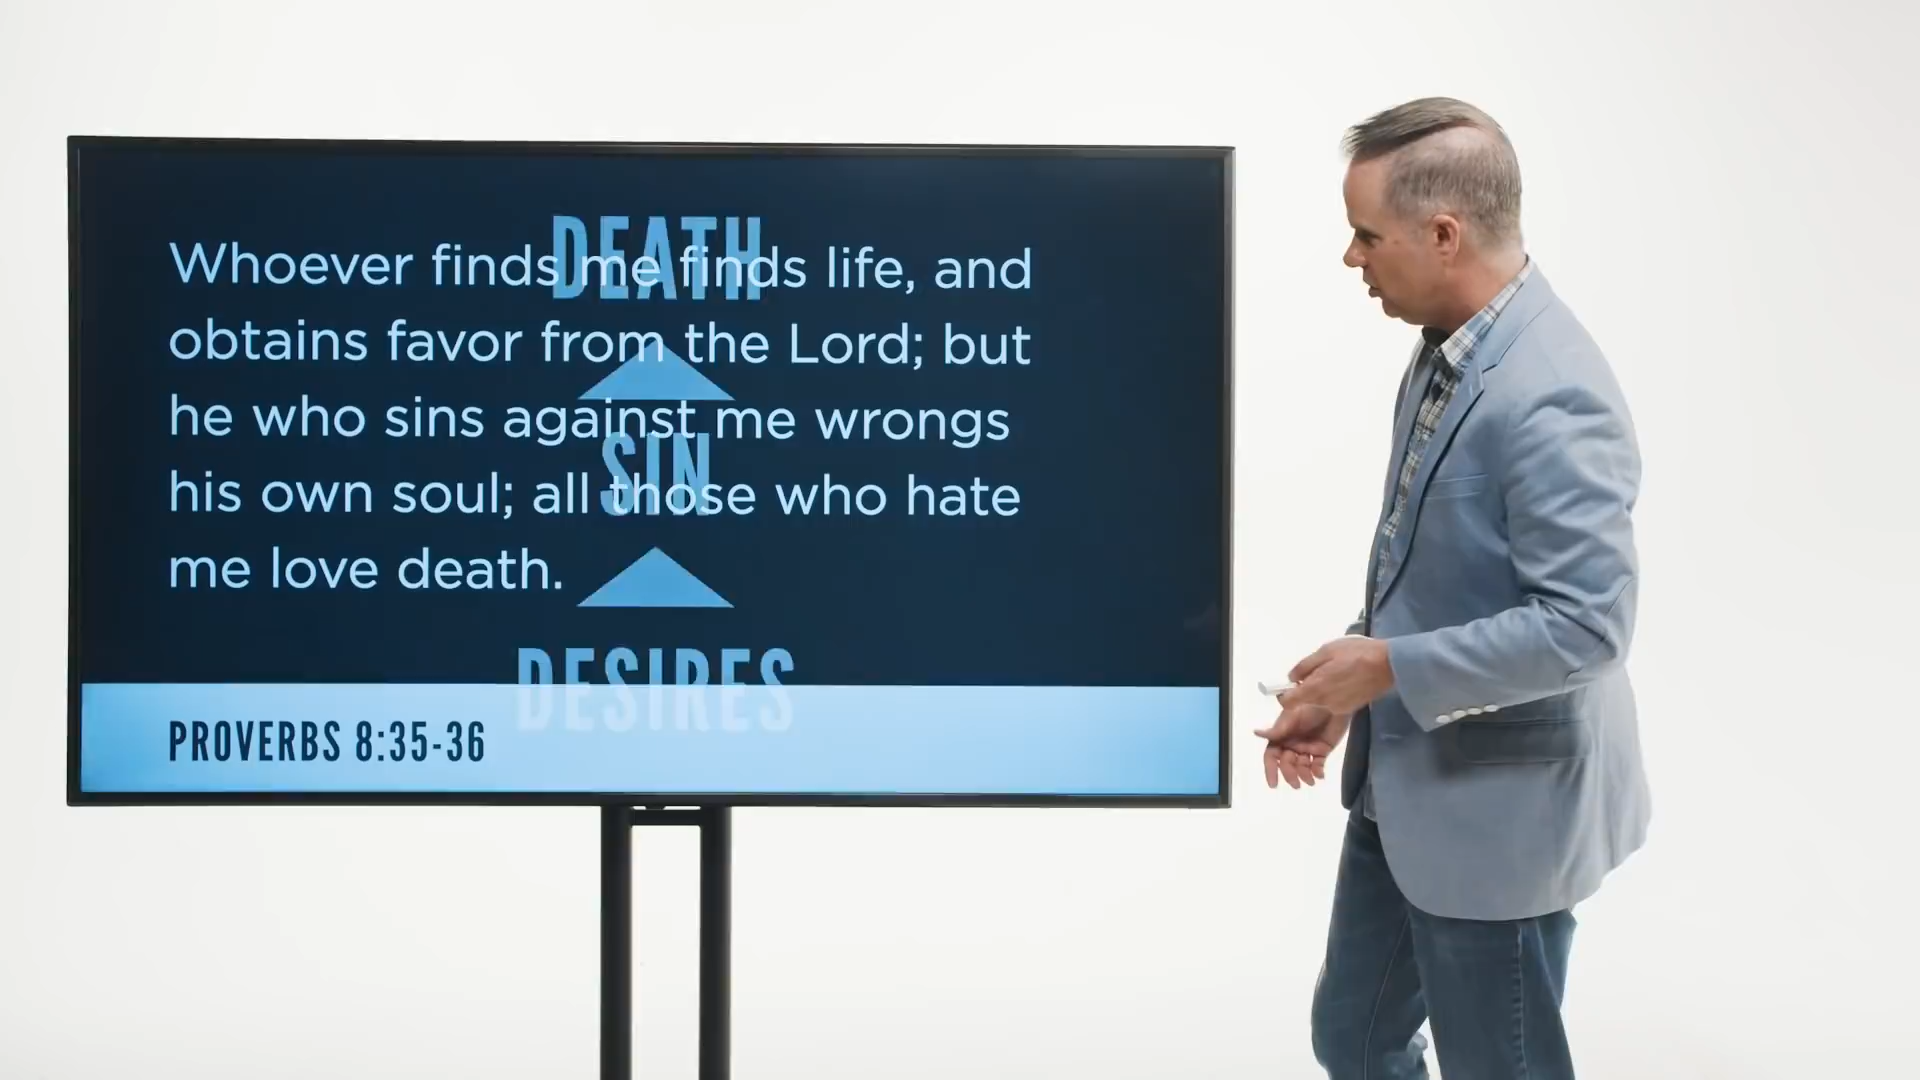 DEATH
Whoever finds me finds life, and
obtains favor from the Lord; but
he who sins against me wrongs
SIN
his own soul; all those who hate
me love death.
DESIRES
PROVERBS 8:35-36